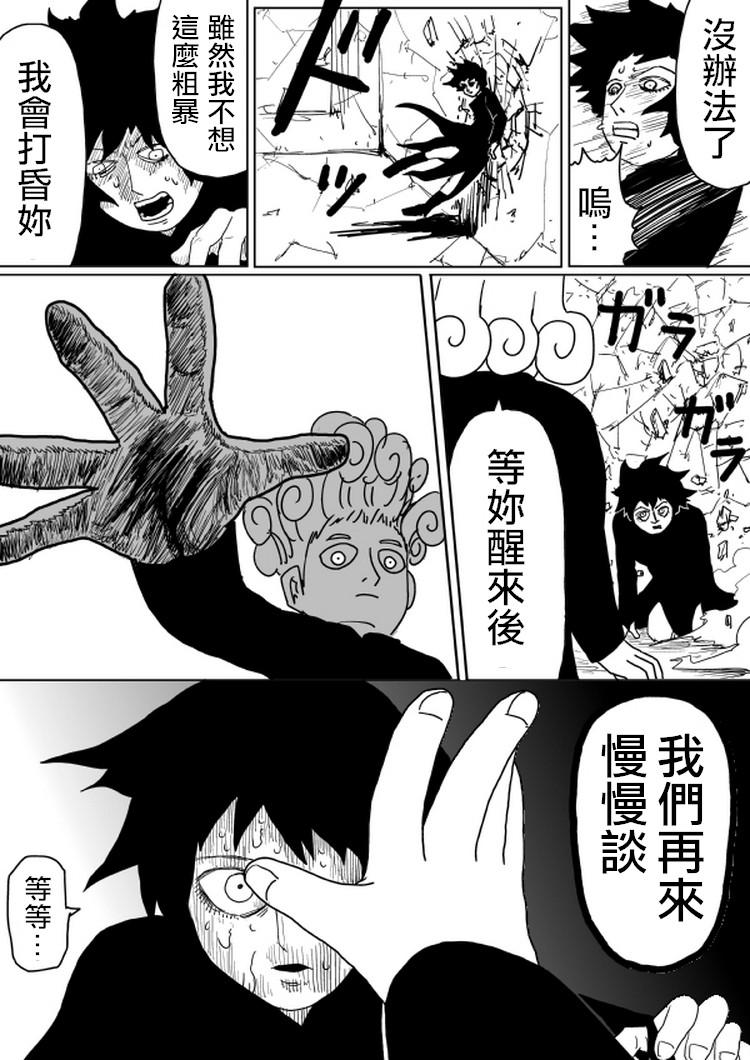 沒辦法了
嗚…
ドッ
雖然我不想
這麼粗暴
我會打昏妳
ガラ
ガラ
等妳醒來後
我們再來
慢慢談
等等…